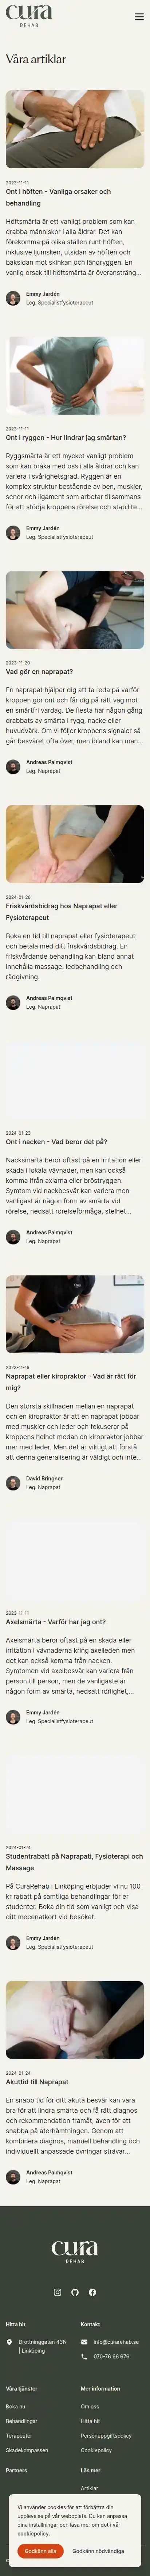 cura
REHAB
Våra artiklar
2023-11-11
Ont i höften - Vanliga orsaker och
behandling
Höftsmärta är ett vanligt problem som kan
drabba människor i alla åldrar. Det kan
förekomma på olika ställen runt höften,
inklusive ljumsken, utsidan av höften och
baksidan mot skinkan och ländryggen. En
vanlig orsak till höftsmärta är överansträng...
Emmy Jardén
Leg. Specialistfysioterapeut
2023-11-11
Ont i ryggen - Hur lindrar jag smärtan?
Ryggsmärta är ett mycket vanligt problem
som kan bråka med oss i alla åldrar och kan
variera i svårighetsgrad. Ryggen är en
komplex struktur bestående av ben, muskler,
senor och ligament som arbetar tillsammans
för att stödja kroppens rörelse och stabilite...
Emmy Jardén
Leg. Specialistfysioterapeut
2023-11-20
Vad gör en naprapat?
En naprapat hjälper dig att ta reda på varför
kroppen gör ont och får dig på rätt väg mot
en smärtfri vardag. De flesta har någon gång
drabbats av smärta i rygg, nacke eller
huvudvärk. Om vi följer kroppens signaler så
går besväret ofta över, men ibland kan man...
Andreas Palmqvist
Leg. Naprapat
2024-01-26
Friskvårdsbidrag hos Naprapat eller
Fysioterapeut
Boka en tid till naprapat eller fysioterapeut
och betala med ditt friskvårdsbidrag. En
friskvårdande behandling kan bland annat
innehålla massage, ledbehandling och
rådgivning.
Andreas Palmqvist
Leg. Naprapat
2024-01-23
Ont i nacken - Vad beror det på?
Nacksmärta beror oftast på en irritation eller
skada i lokala vävnader, men kan också
komma ifrån axlarna eller bröstryggen.
Symtom vid nackbesvär kan variera men
vanligast är någon form av smärta vid
rörelse, nedsatt rörelseförmåga, stelhet...
Andreas Palmqvist
Leg. Naprapat
2023-11-18
Naprapat eller kiropraktor - Vad är rätt för
mig?
Den största skillnaden mellan en naprapat
och en kiropraktor är att en naprapat jobbar
med muskler och leder och fokuserar på
kroppens helhet medan en kiropraktor jobbar
mer med leder. Men det är viktigt att förstå
att denna generalisering är väldigt och inte...
David Bringner
Leg. Naprapat
2023-11-11
Axelsmärta - Varför har jag ont?
Axelsmärta beror oftast på en skada eller
irritation i vävnaderna kring axelleden men
det kan också komma från nacken.
Symtomen vid axelbesvär kan variera från
person till person, men de vanligaste är
någon form av smärta, nedsatt rörlighet,...
Emmy Jardén
Leg. Specialistfysioterapeut
2024-01-24
Studentrabatt på Naprapati, Fysioterapi och
Massage
På CuraRehab i Linköping erbjuder vi nu 100
kr rabatt på samtliga behandlingar för er
studenter. Boka din tid som vanligt och visa
ditt mecenatkort vid besöket.
Emmy Jardén
Leg. Specialistfysioterapeut
2024-01-24
Akuttid till Naprapat
En snabb tid för ditt akuta besvär kan vara
bra för att lindra smärta och få rätt diagnos
och rekommendation framåt, även för att
snabba på återhämtningen. Genom att
kombinera diagnos, manuell behandling och
individuellt anpassade övningar strävar...
Andreas Palmqvist
Leg. Naprapat
cura
REHAB
Hitta hit
Drottninggatan 43N
| Linköping
Kontakt
info@curarehab.se
070-76 66 676
Våra tjänster
Boka nu
Behandlingar
Terapeuter
Skadekompassen
Mer information
Om oss
Hitta hit
Personuppgiftspolicy
Cookiepolicy
Partners
Läs mer
Artiklar
Vi använder cookies för att förbättra din
upplevelse på vår webbplats. Du kan anpassa
dina inställningar och läsa mer om det i vår
cookiepolicy.
Godkänn alla
Godkänn nödvändiga